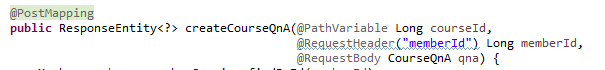 @PostMapping
public ResponseEntity<?> createCourseQnA(@PathVariable Long courseId,
@RequestHeader("memberId") Long memberId,
@RequestBody CourseQnA qna) {